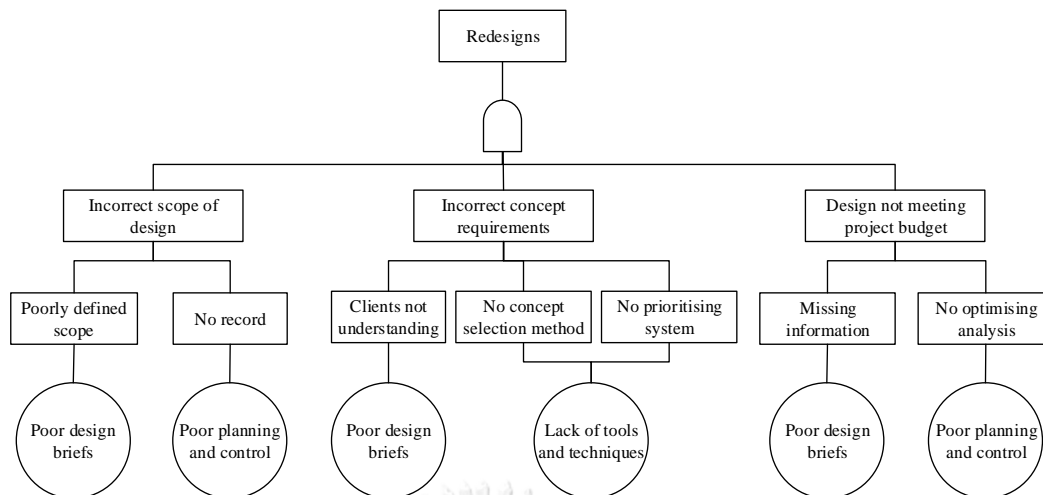 Redesigns
Incorrect scope of
design
Incorrect concept
requirements
Design not meeting
project budget
Poorly defined
scope
No record
Clients not
understanding
No concept
selection method
No prioritising
system
Missing
information
No optimising
analysis
Poor design
briefs
Poor planning
and control
Poor design
briefs
Lack of tools
and techniques
Poor design
briefs
Poor planning
and control